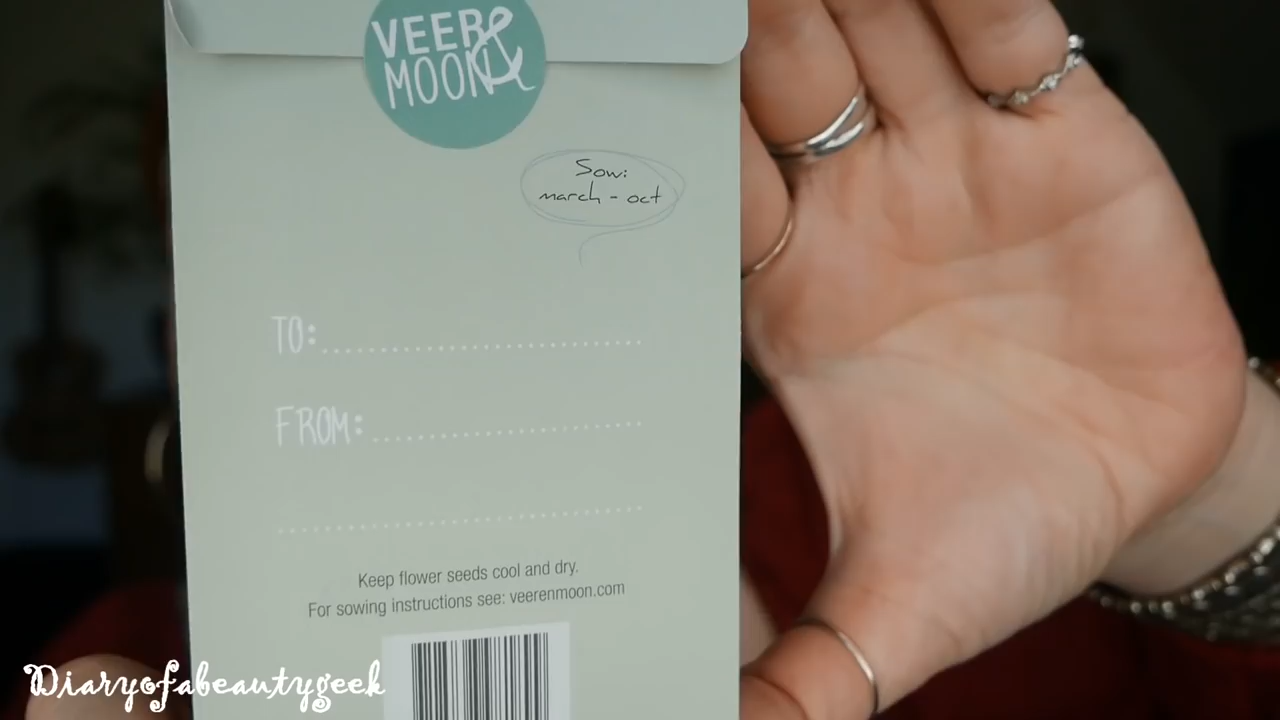 VEER &
MOON
Sow:
march - oct
TO:
FROM:
Keep flower seeds cool and dry.
For sowing instructions see: veerenmoon.com
Diaryofabeautygeek